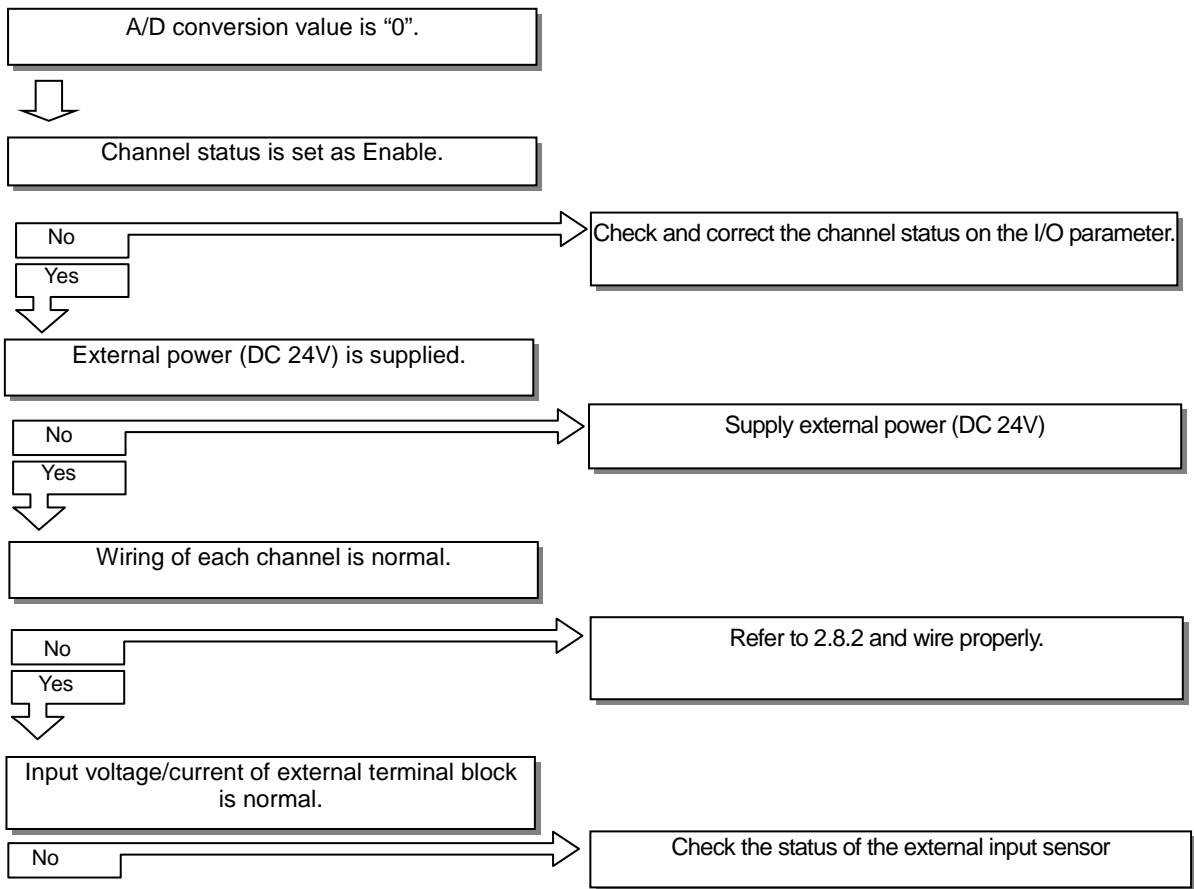 A/D conversion value is “0”.
Channel status is set as Enable.
No
Check and correct the channel status on the I/O parameter.
Yes
External power (DC 24V) is supplied.
No
Supply external power (DC 24V)
Yes
Wiring of each channel is normal.
No
Refer to 2.8.2 and wire properly.
Yes
Input voltage/current of external terminal block
is normal.
No
Check the status of the external input sensor